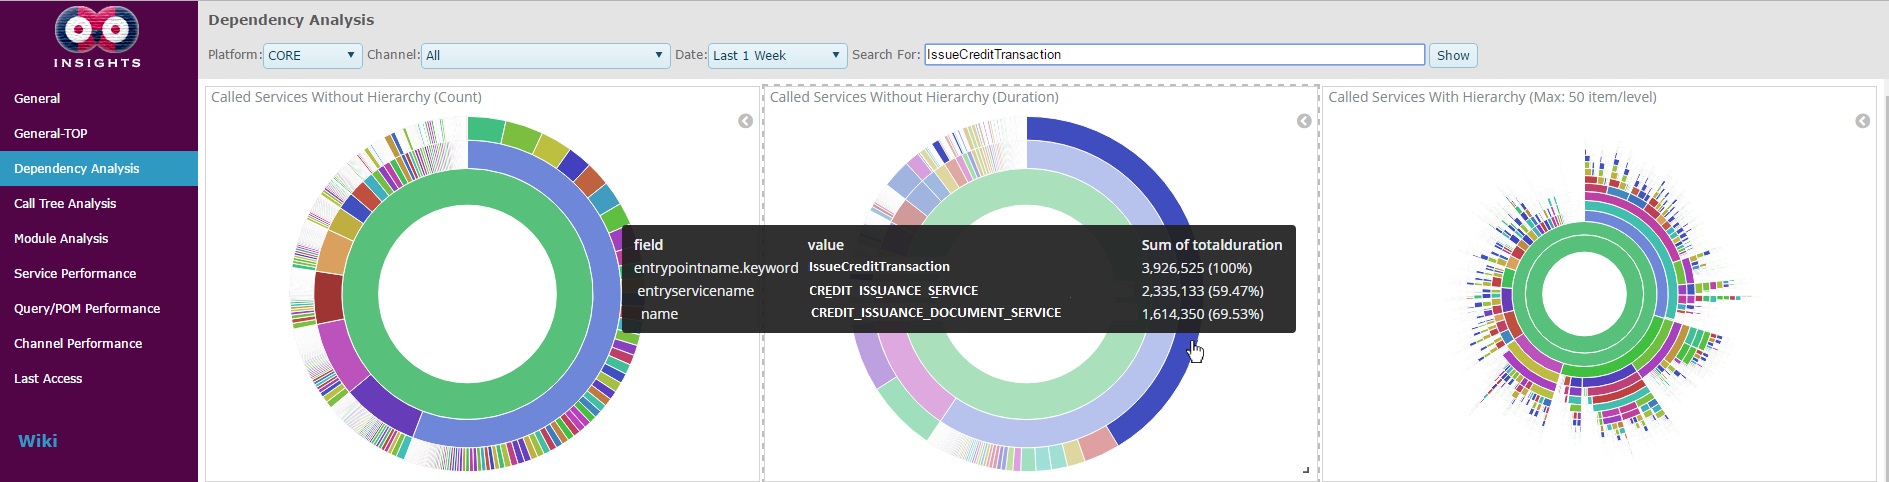 INSIGHTS
General
General-TOP
Dependency Analysis
Call Tree Analysis
Module Analysis
Service Performance
Query/POM Performance
Channel Performance
Last Access
Wiki
Dependency Analysis
Platform: CORE Channel: All Date: Last 1 Week Search For: IssueCreditTransaction Show
Called Services Without Hierarchy (Count)
Called Services Without Hierarchy (Duration)
Called Services With Hierarchy (Max: 50 item/level)
field value Sum of totalduration
entrypointname.keyword IssueCreditTransaction 3,926,525 (100%)
entryservicename CREDIT_ISSUANCE_SERVICE 2,335,133 (59.47%)
name CREDIT_ISSUANCE_DOCUMENT_SERVICE 1,614,350 (69.53%)